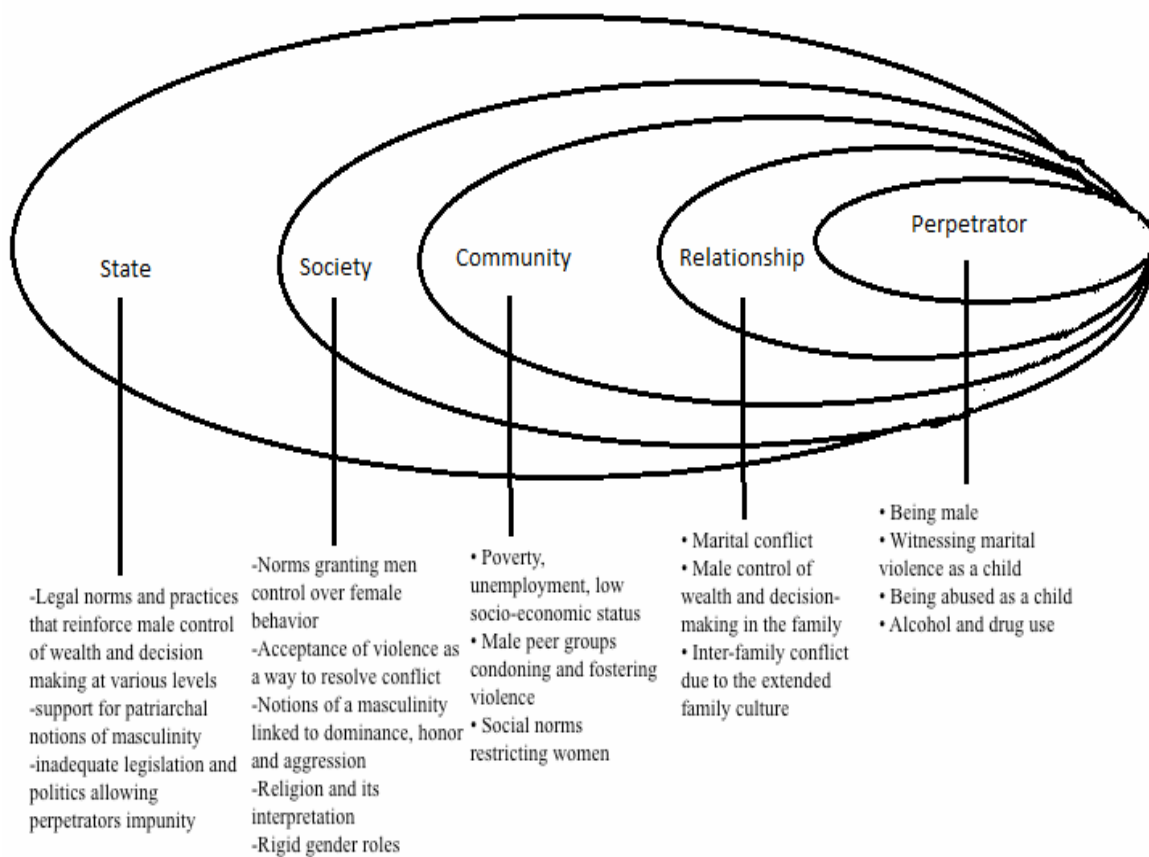 State
Society
Community
Relationship
Perpetrator
-Legal norms and practices
that reinforce male control
of wealth and decision
making at various levels
-support for patriarchal
notions of masculinity
-inadequate legislation and
politics allowing
perpetrators impunity
-Norms granting men
control over female
behavior
-Acceptance of violence as
a way to resolve conflict
-Notions of a masculinity
linked to dominance, honor
and aggression
-Religion and its
interpretation
-Rigid gender roles
• Poverty,
unemployment, low
socio-economic status
• Male peer groups
condoning and fostering
violence
• Social norms
restricting women
• Marital conflict
• Male control of
wealth and decision-
making in the family
• Inter-family conflict
due to the extended
family culture
• Being male
• Witnessing marital
violence as a child
• Being abused as a child
• Alcohol and drug use